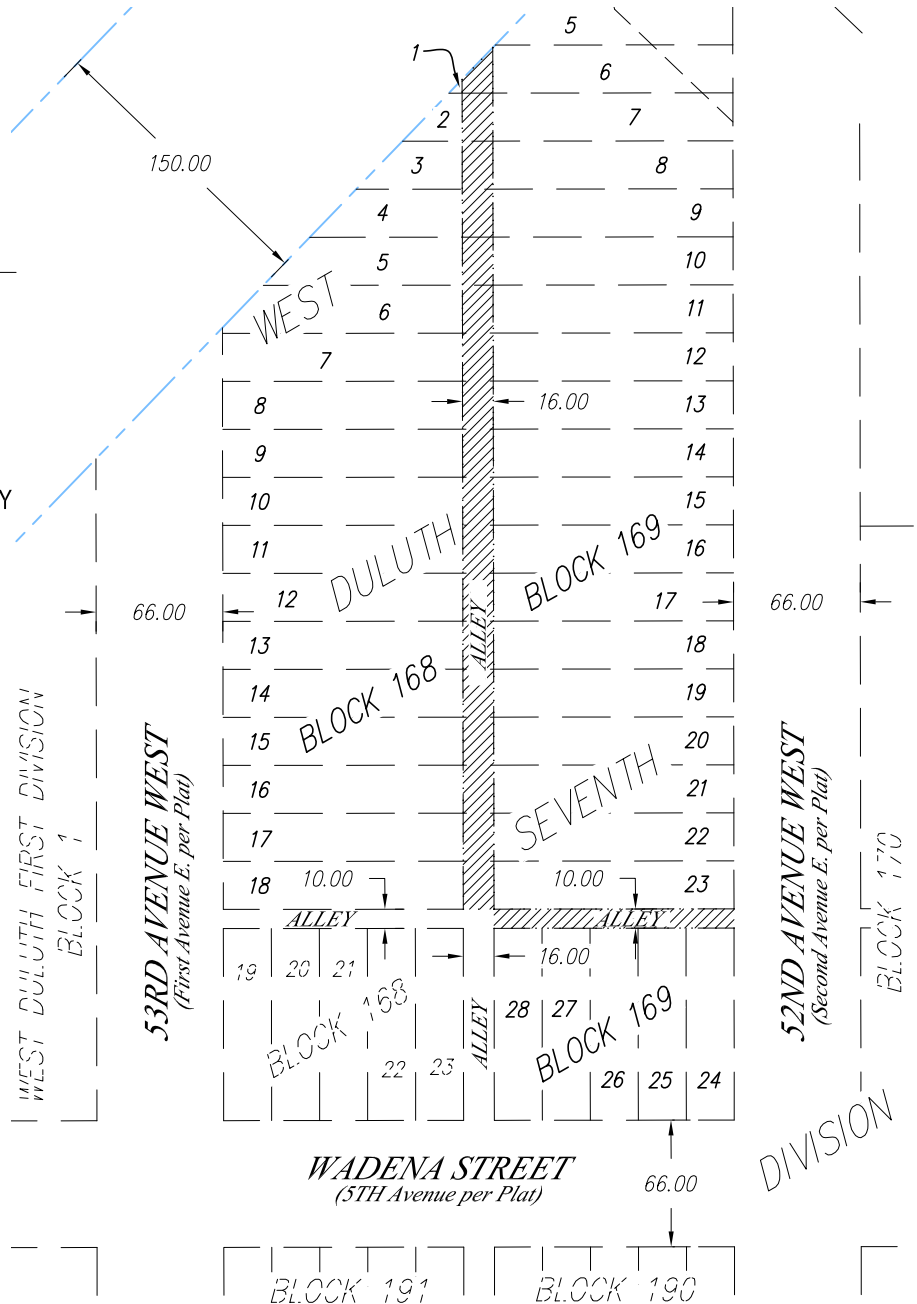 5
1
6
2
7
150.00
3
8
4
9
5
10
WEST
6
11
7
12
8
16.00
13
9
14
Y
10
15
11
DULUTH
BLOCK 169
16
12
17
66.00
66.00
ALLEY
13
18
14
BLOCK 168
19
15
20
16
SEVENTH
21
17
22
18
10.00
10.00
23
ALLEY
ALLEY
WEST DULUTH FIRST DIVISION
BLOCK 1
53RD AVENUE WEST
(First Avenue E. per Plat)
52ND AVENUE WEST
(Second Avenue E. per Plat)
BLOCK 170
16.00
19
20
21
BLOCK 168
22
23
ALLEY
28
27
BLOCK 169
26
25
24
DIVISION
WADENA STREET
(5TH Avenue per Plat)
66.00
BLOCK 191
BLOCK 190